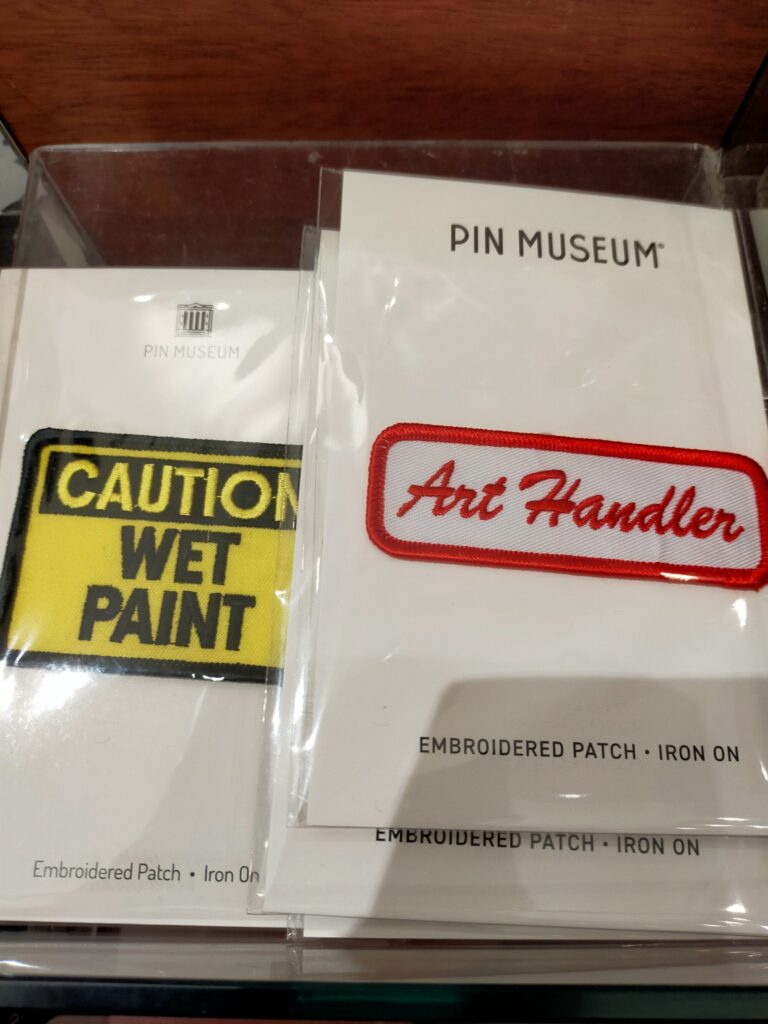 PIN MUSEUM
CAUTION
WET
PAINT
Embroidered Patch • Iron On
PIN MUSEUM®
Art Handler
EMBROIDERED PATCH • IRON ON
EMBROIDERED PATCH • IRON ON